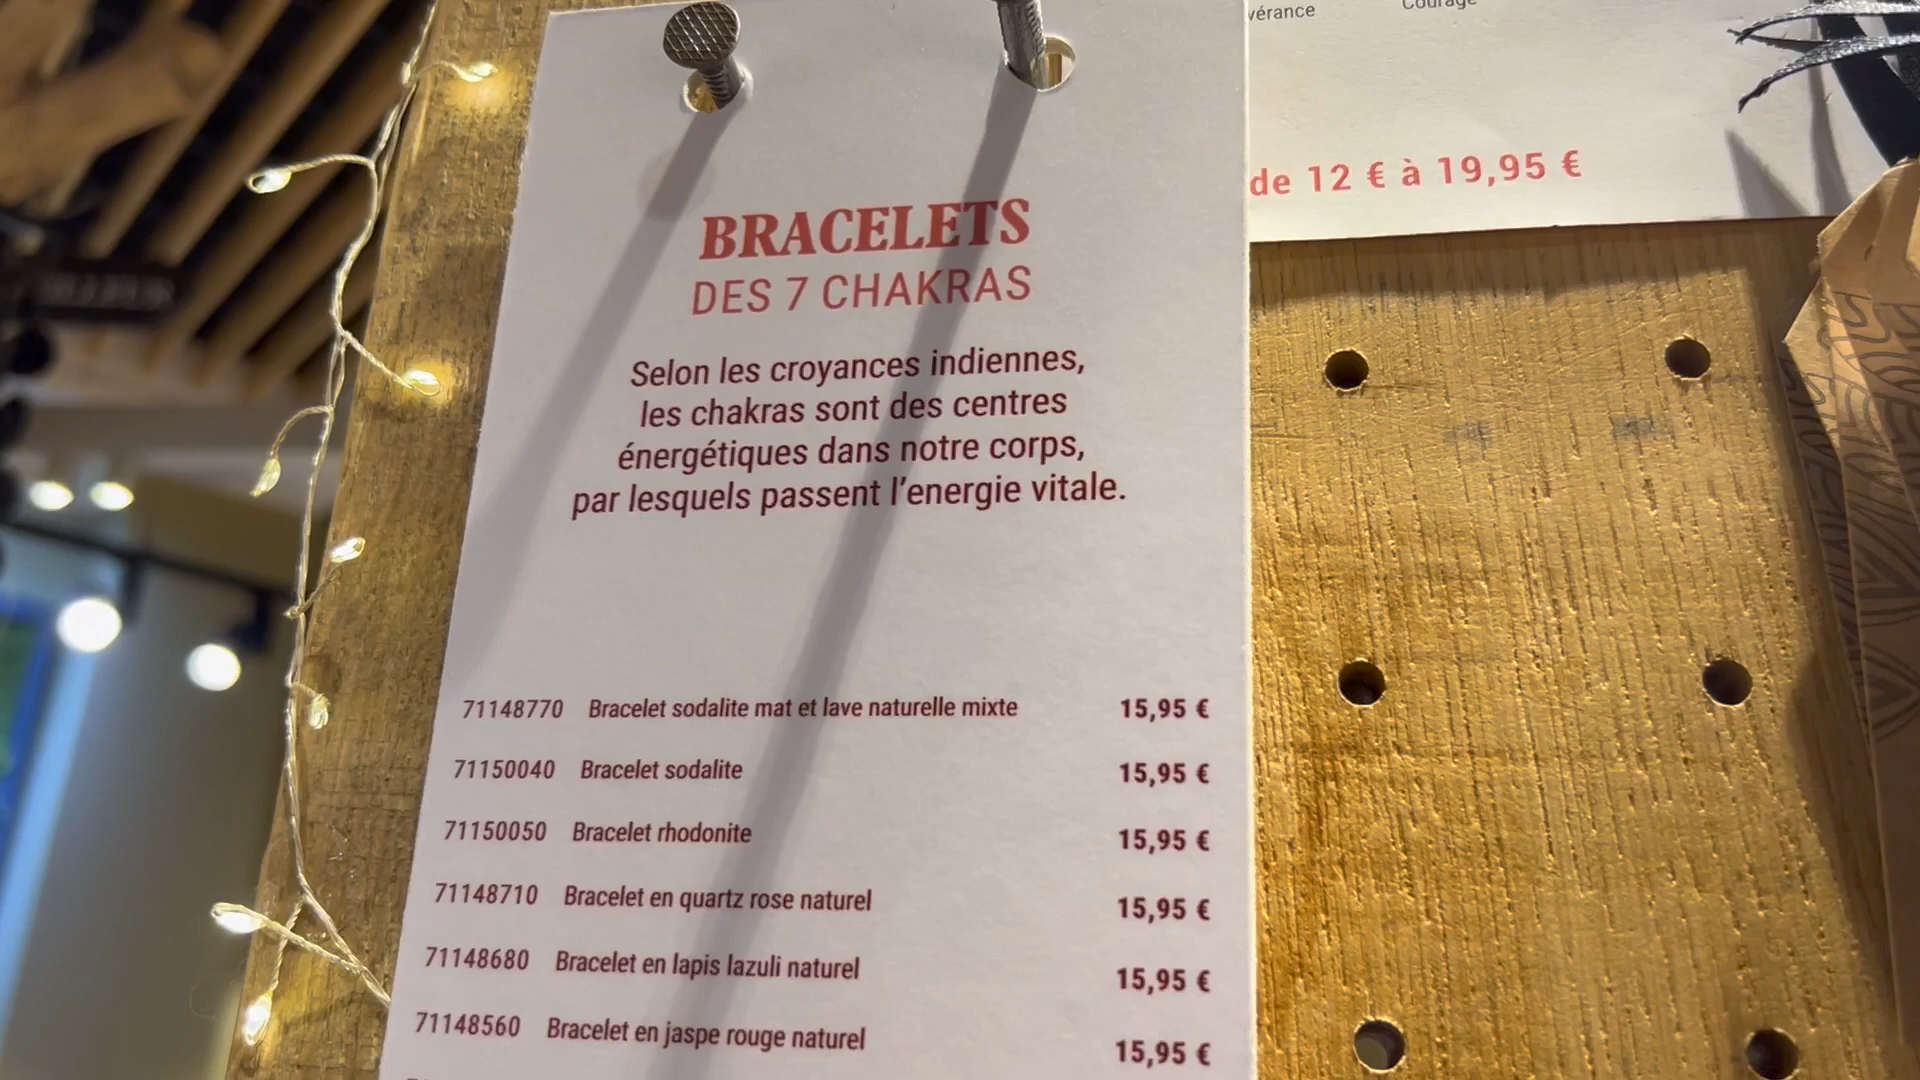 BRACELETS
DES 7 CHAKRAS
Selon les croyances indiennes,
les chakras sont des centres
énergétiques dans notre corps,
par lesquels passent l'energie vitale.
71148770 Bracelet sodalite mat et lave naturelle mixte 15,95 €
71150040 Bracelet sodalite 15,95 €
71150050 Bracelet rhodonite 15,95 €
71148710 Bracelet en quartz rose naturel 15,95 €
71148680 Bracelet en lapis lazuli naturel 15,95 €
71148560 Bracelet en jaspe rouge naturel 15,95 €
Courage
de 12 € à 19,95 €